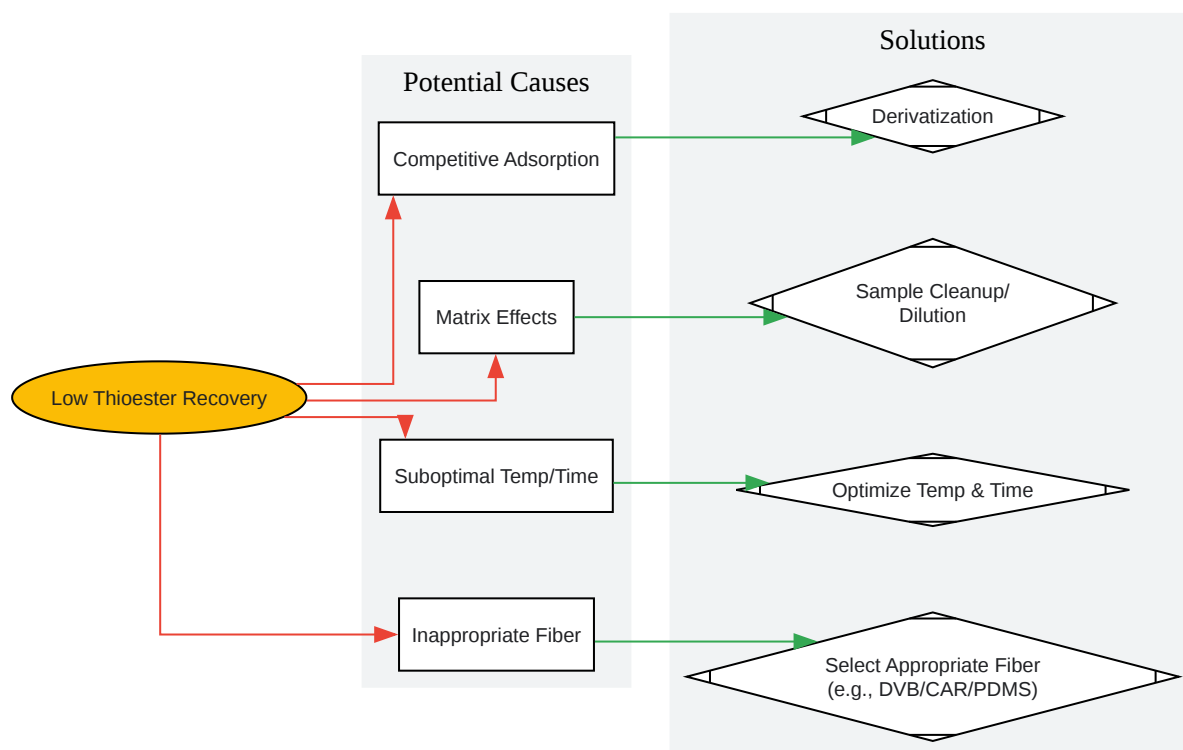 Solutions
Potential Causes
Derivatization
Competitive Adsorption
Sample Cleanup/
Dilution
Matrix Effects
Low Thioester Recovery
Suboptimal Temp/Time
Optimize Temp & Time
Inappropriate Fiber
Select Appropriate Fiber
(e.g., DVB/CAR/PDMS)